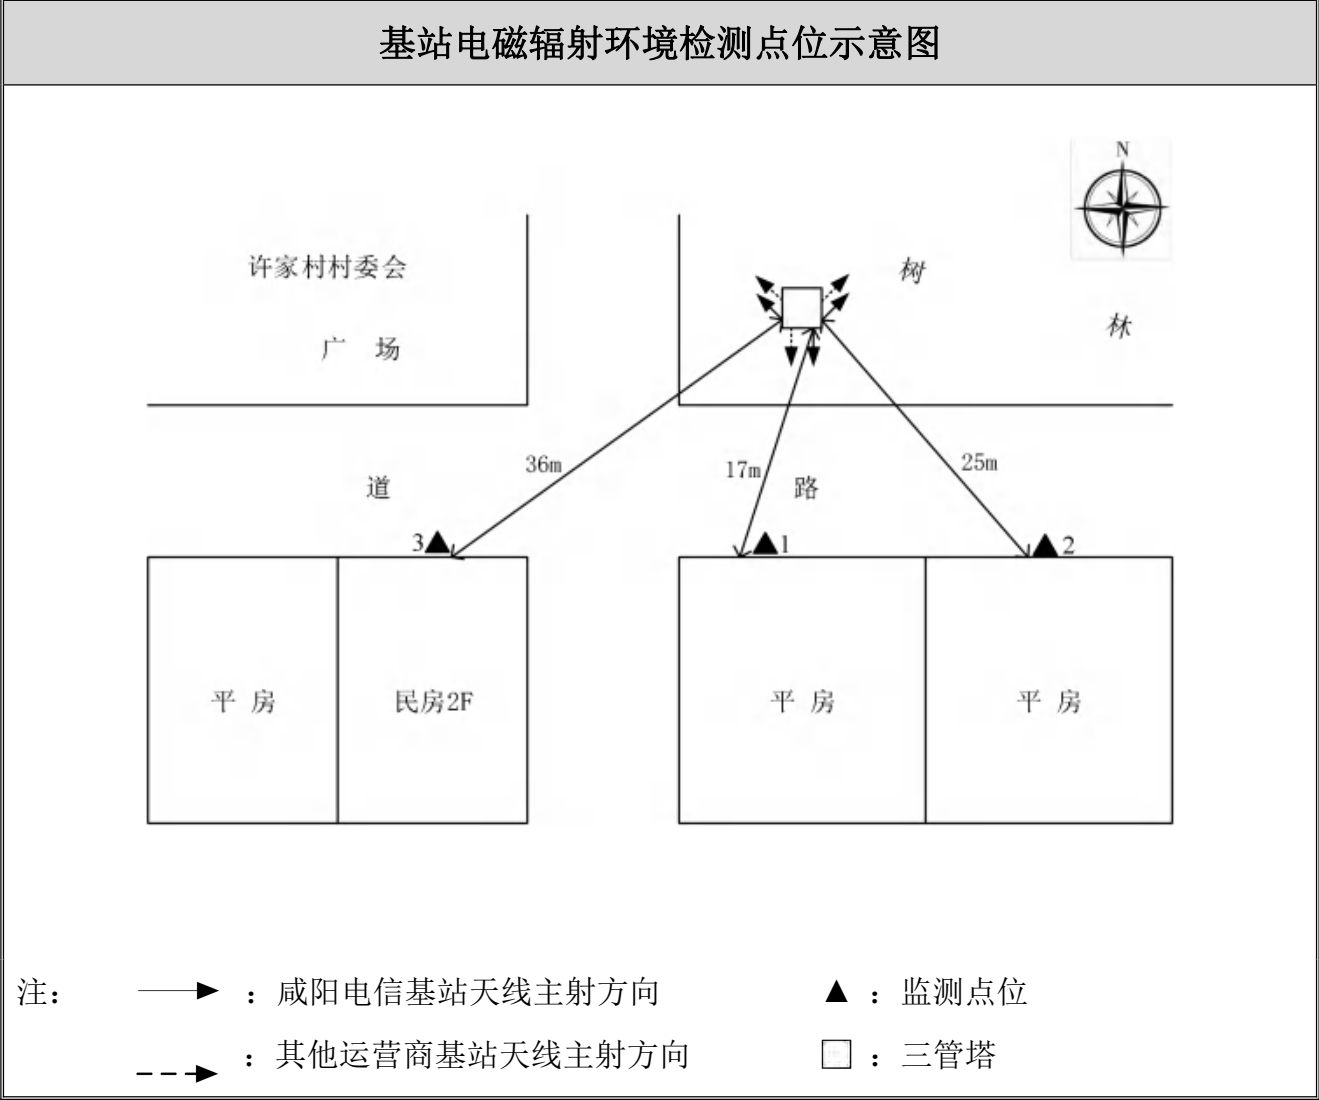 基站电磁辐射环境检测点位示意图
N
许家村村委会
树
林
广 场
36m
17m
25m
道
路
3
1
2
平 房
民房2F
平 房
平 房
注： ：咸阳电信基站天线主射方向 ：监测点位
：其他运营商基站天线主射方向 ：三管塔